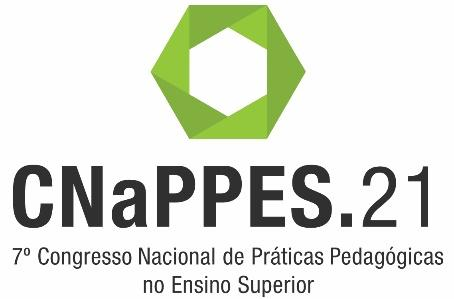 CNaPPES.21
7º Congresso Nacional de Práticas Pedagógicas
no Ensino Superior